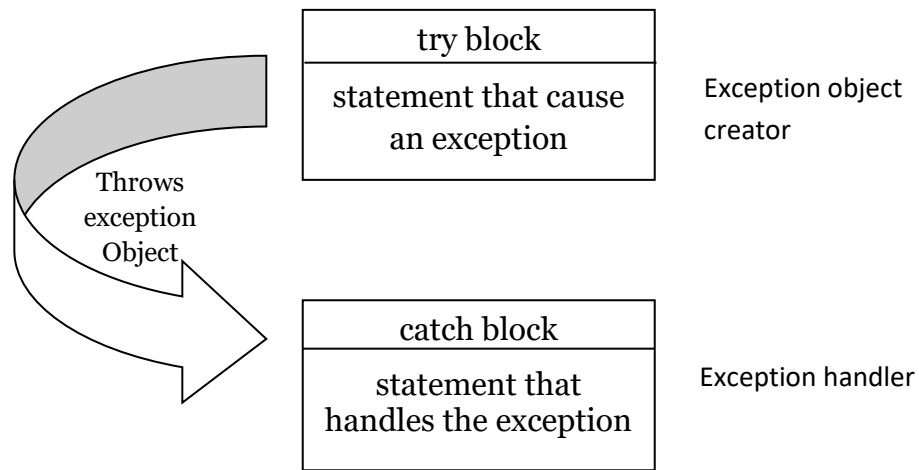 try block
statement that cause
an exception
Exception object
creator
Throws
exception
Object
catch block
statement that
handles the exception
Exception handler